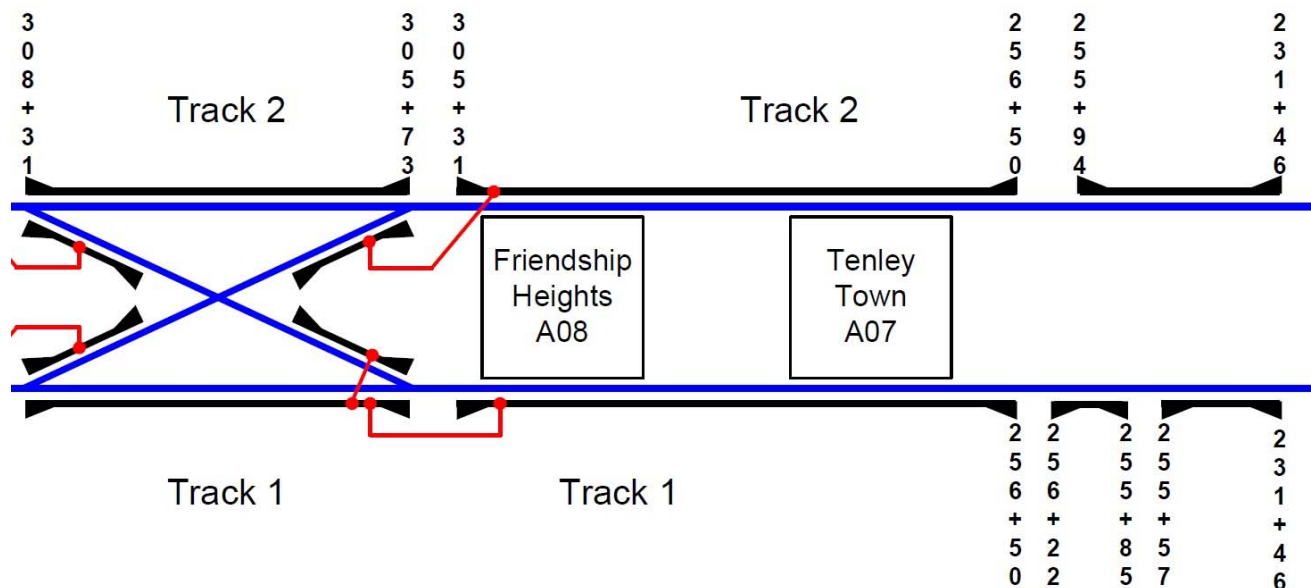 308+31
305+73
305+31
256+50
255+94
231+46
Track 2
Track 2
Friendship
Heights
A08
Tenley
Town
A07
Track 1
Track 1
256+50
256+22
255+85
255+57
231+46